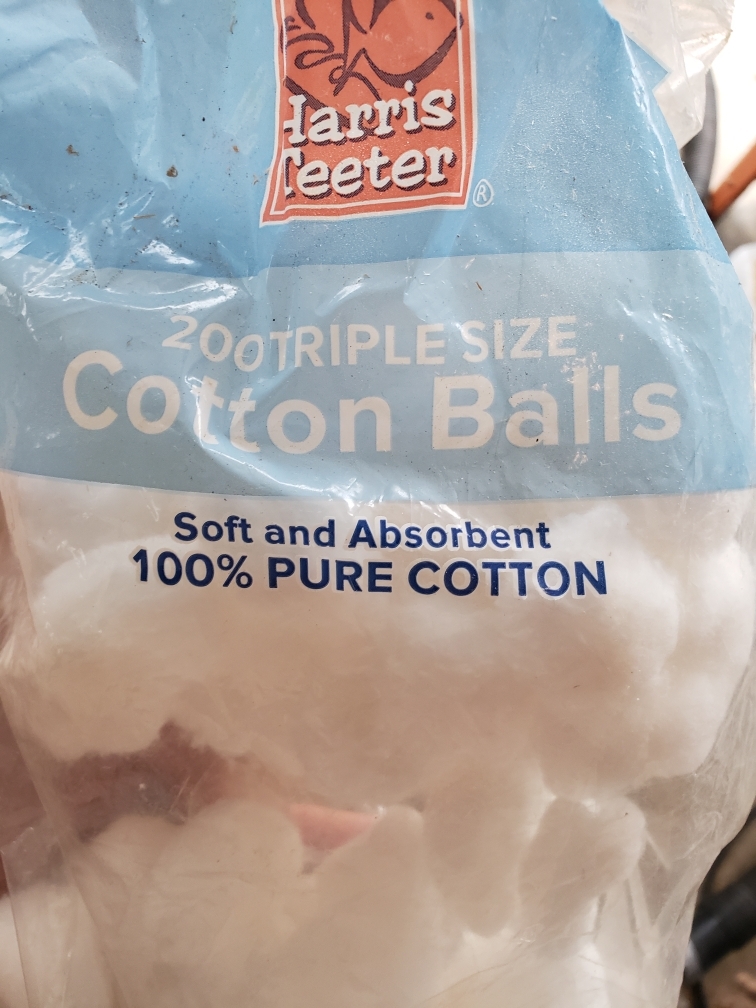 Harris
Teeter
®
200 TRIPLE SIZE
Cotton Balls
Soft and Absorbent
100% PURE COTTON